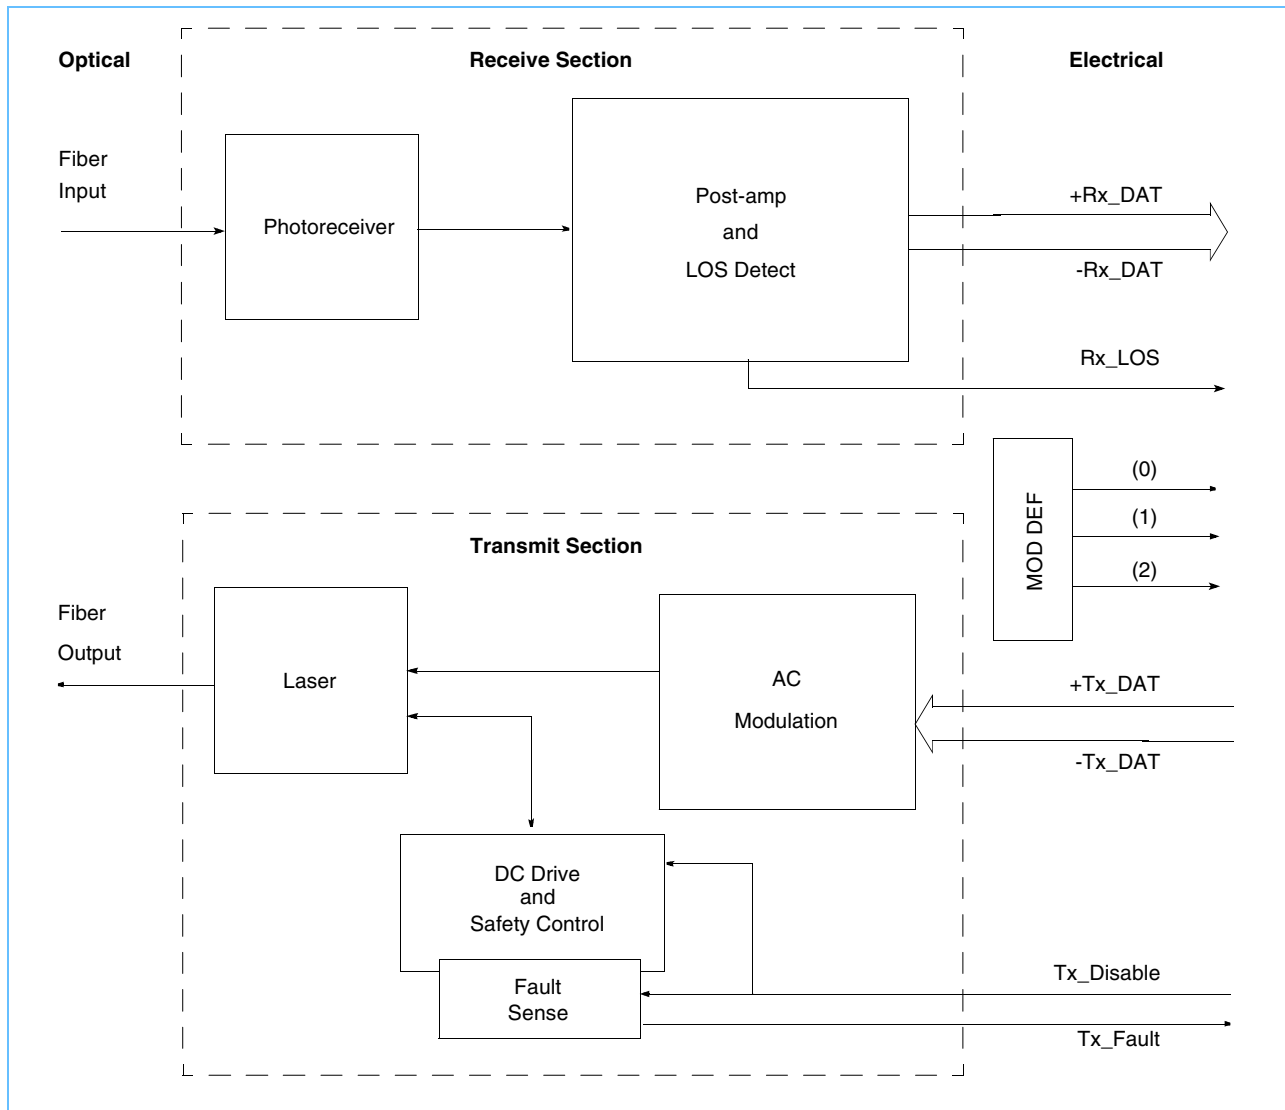 Optical
Receive Section
Electrical
Fiber
Input
Photoreceiver
Post-amp
and
LOS Detect
+Rx_DAT
-Rx_DAT
Rx_LOS
MOD DEF
(0)
(1)
(2)
Transmit Section
Fiber
Output
Laser
AC
Modulation
+Tx_DAT
-Tx_DAT
DC Drive
and
Safety Control
Fault
Sense
Tx_Disable
Tx_Fault